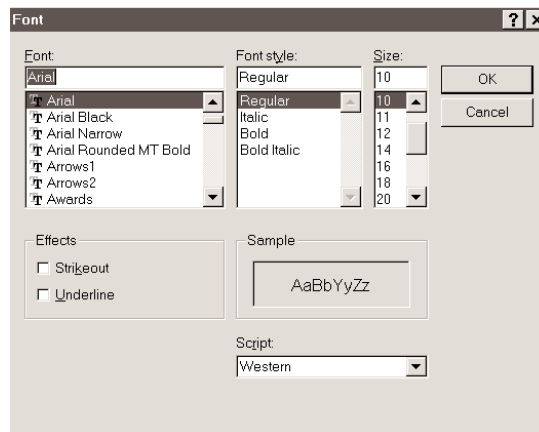 Font
Font:
Arial
Arial
Arial Black
Arial Narrow
Arial Rounded MT Bold
Arrows1
Arrows2
Awards
Font style:
Regular
Regular
Italic
Bold
Bold Italic
Size:
10
10
11
12
14
16
18
20
OK
Cancel
Effects
Strikeout
Underline
Sample
AaBbYyZz
Script:
Western